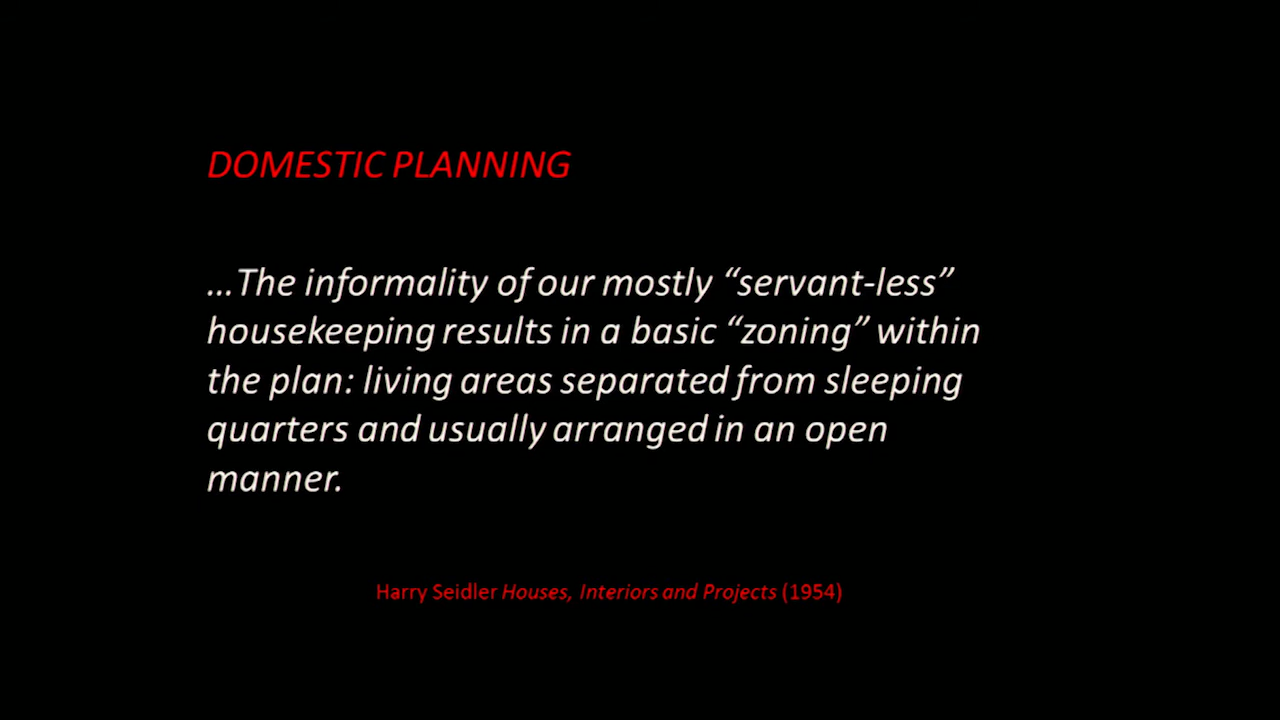 DOMESTIC PLANNING
...The informality of our mostly “servant-less”
housekeeping results in a basic “zoning” within
the plan: living areas separated from sleeping
quarters and usually arranged in an open
manner.
Harry Seidler Houses, Interiors and Projects (1954)